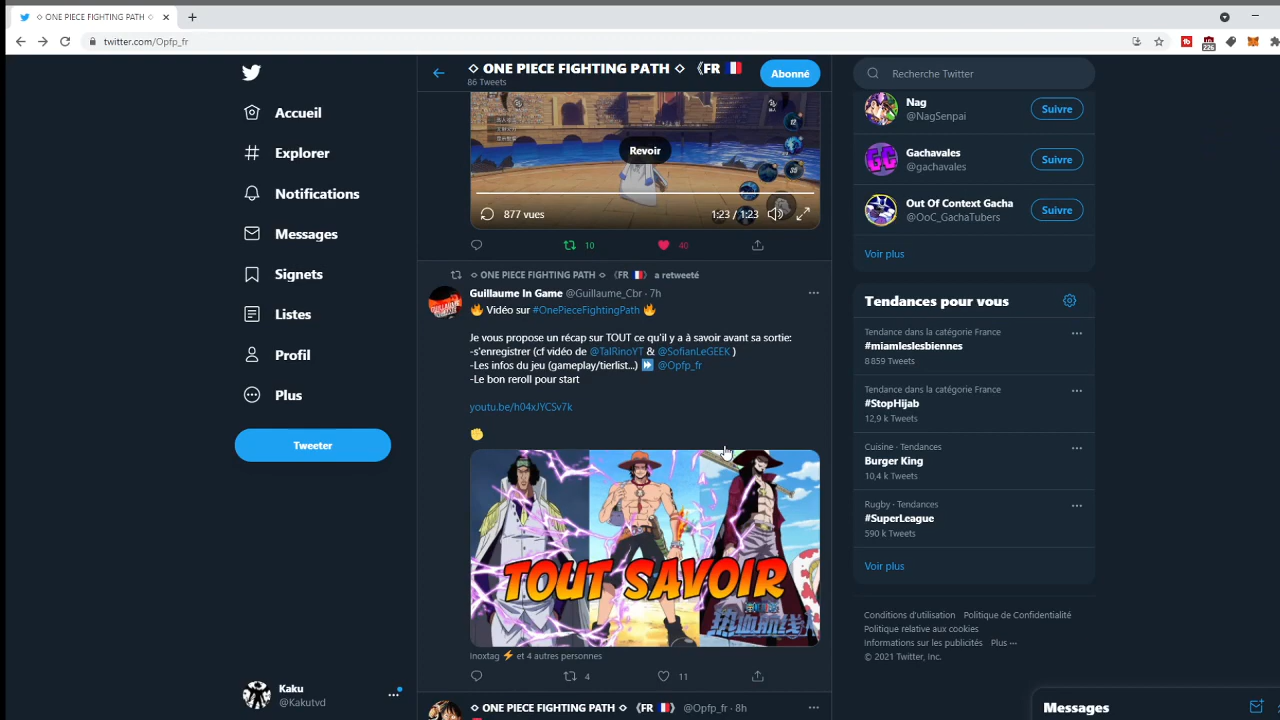 ◇ ONE PIECE FIGHTING PATH ◇
twitter.com/Opfp_fr
226
Accueil
Explorer
Notifications
Messages
Signets
Listes
Profil
Plus
Tweeter
Kaku
@Kakutvd
◇ ONE PIECE FIGHTING PATH ◇ 《FR 🇫🇷
86 Tweets
Abonné
Revoir
877 vues
1:23 / 1:23
10
40
◇ ONE PIECE FIGHTING PATH ◇ 《FR 🇫🇷》 a retweeté
Guillaume In Game @Guillaume_Cbr · 7h
🔥 Vidéo sur #OnePieceFightingPath 🔥
Je vous propose un récap sur TOUT ce qu'il y a à savoir avant sa sortie:
-s'enregistrer (cf vidéo de @TaIRinoYT & @SofianLeGEEK )
-Les infos du jeu (gameplay/tierlist...) ⏩ @Opfp_fr
-Le bon reroll pour start
youtu.be/h04xJYCSv7k
✊
TOUT SAVOIR
热血航线
Inoxtag ⚡ et 4 autres personnes
4
11
◇ ONE PIECE FIGHTING PATH ◇ 《FR 🇫🇷》 @Opfp_fr · 8h
Recherche Twitter
Nag
@NagSenpai
Suivre
Gachavales
@gachavales
Suivre
Out Of Context Gacha
@OoC_GachaTubers
Suivre
Voir plus
Tendances pour vous
Tendance dans la catégorie France
#miamleslesbiennes
8 859 Tweets
Tendance dans la catégorie France
#StopHijab
12,9 k Tweets
Cuisine · Tendances
Burger King
10,4 k Tweets
Rugby · Tendances
#SuperLeague
590 k Tweets
Voir plus
Conditions d'utilisation Politique de Confidentialité
Politique relative aux cookies
Informations sur les publicités Plus ···
© 2021 Twitter, Inc.
Messages